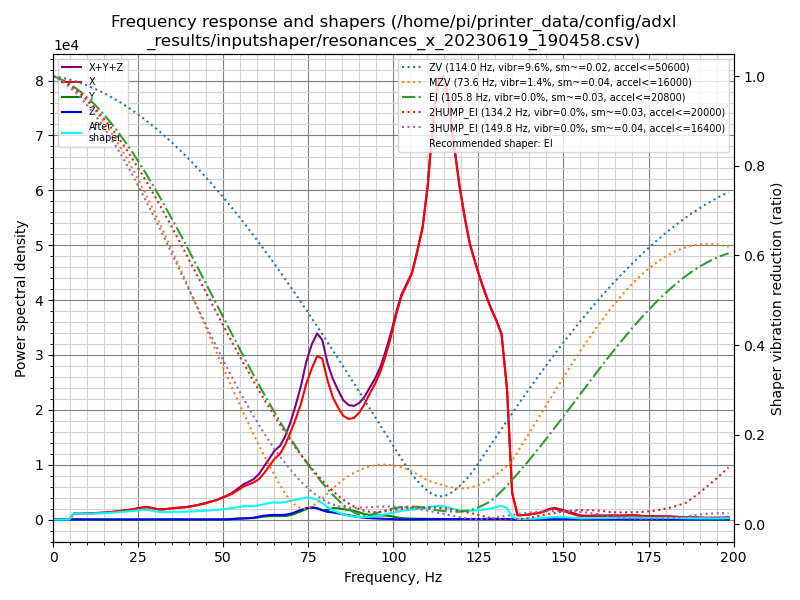 Frequency response and shapers (/home/pi/printer_data/config/adxl
_results/inputshaper/resonances_x_20230619_190458.csv)
1e4
X+Y+Z
X
Y
Z
After
shaper
ZV (114.0 Hz, vibr=9.6%, sm~=0.02, accel<=50600)
MZV (73.6 Hz, vibr=1.4%, sm~=0.04, accel<=16000)
EI (105.8 Hz, vibr=0.0%, sm~=0.03, accel<=20800)
2HUMP_EI (134.2 Hz, vibr=0.0%, sm~=0.03, accel<=20000)
3HUMP_EI (149.8 Hz, vibr=0.0%, sm~=0.04, accel<=16400)
Recommended shaper: EI
8
7
6
5
4
3
2
1
0
Power spectral density
1.0
0.8
0.6
0.4
0.2
0.0
Shaper vibration reduction (ratio)
0 25 50 75 100 125 150 175 200
Frequency, Hz